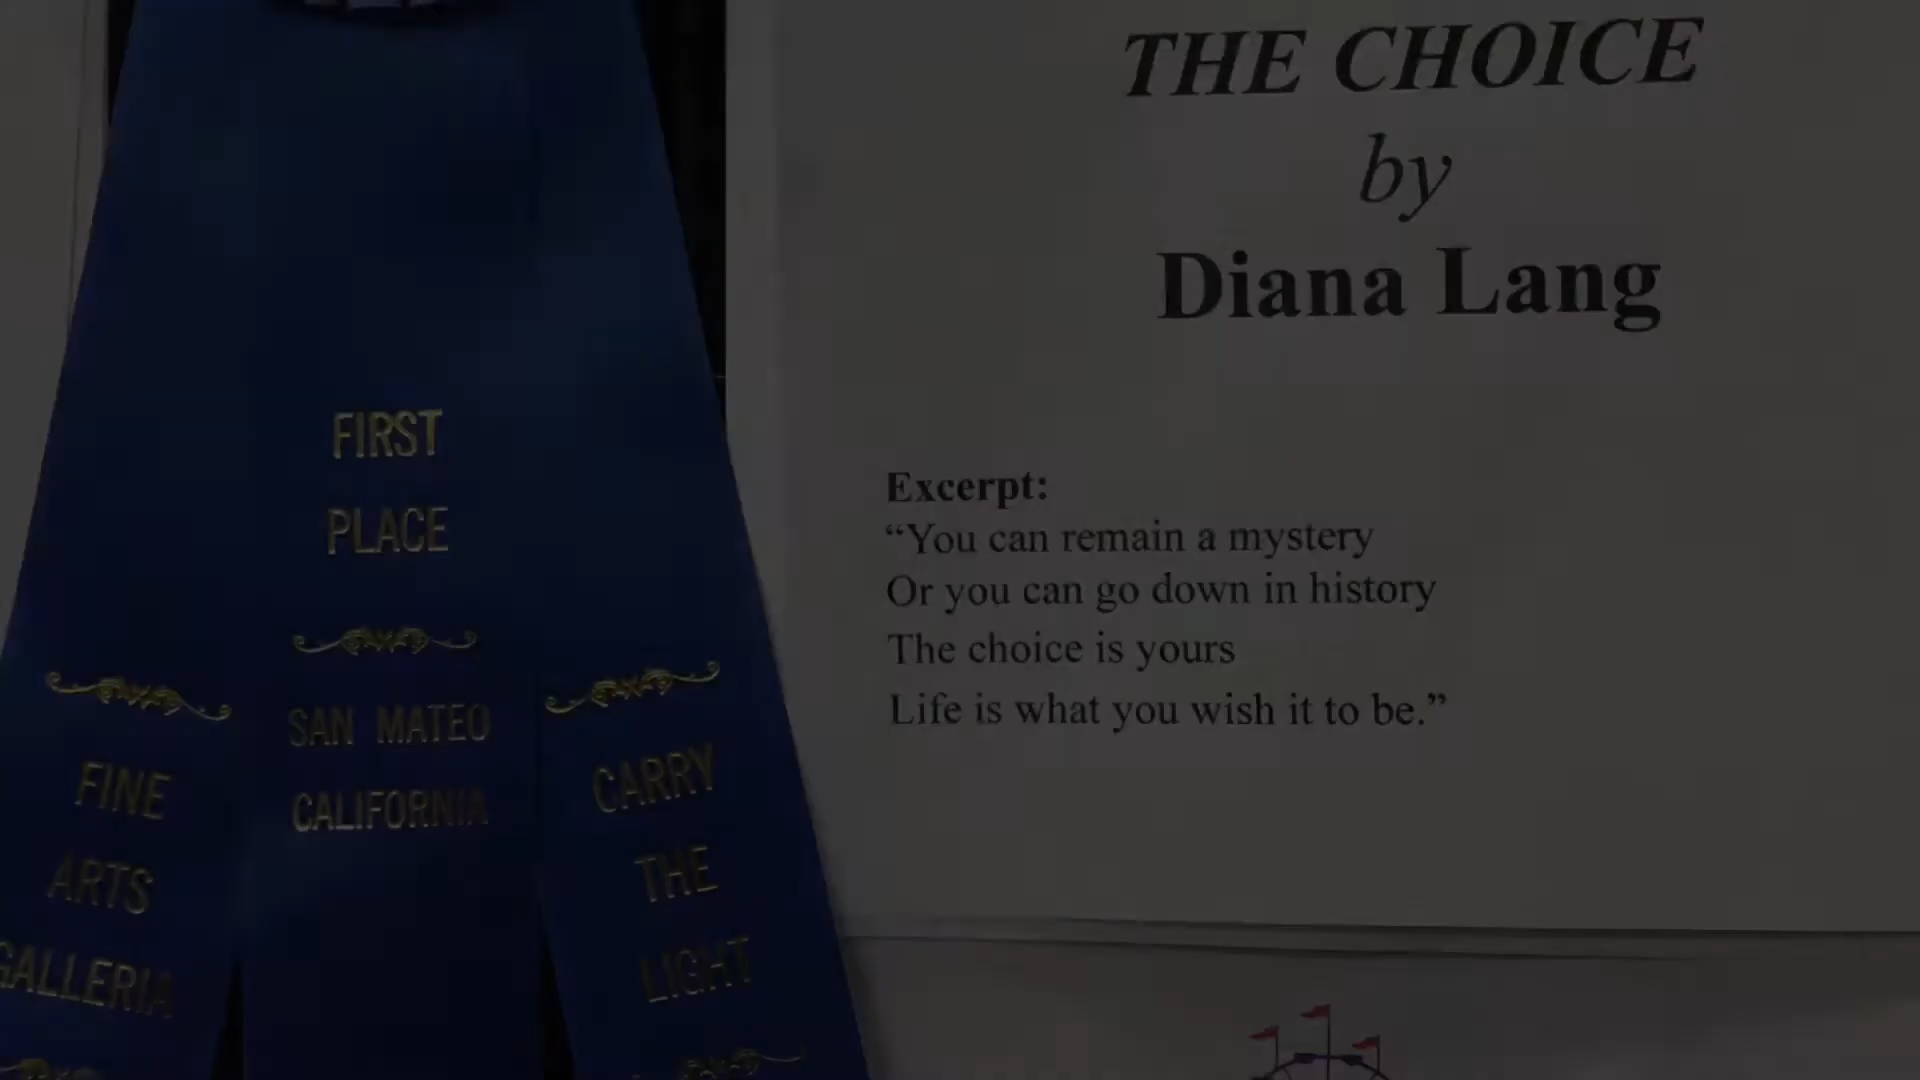 FIRST
PLACE
SAN MATEO
CALIFORNIA
FINE
ARTS
GALLERIA
CARRY
THE
LIGHT
THE CHOICE
by
Diana Lang
Excerpt:
“You can remain a mystery
Or you can go down in history
The choice is yours
Life is what you wish it to be.”